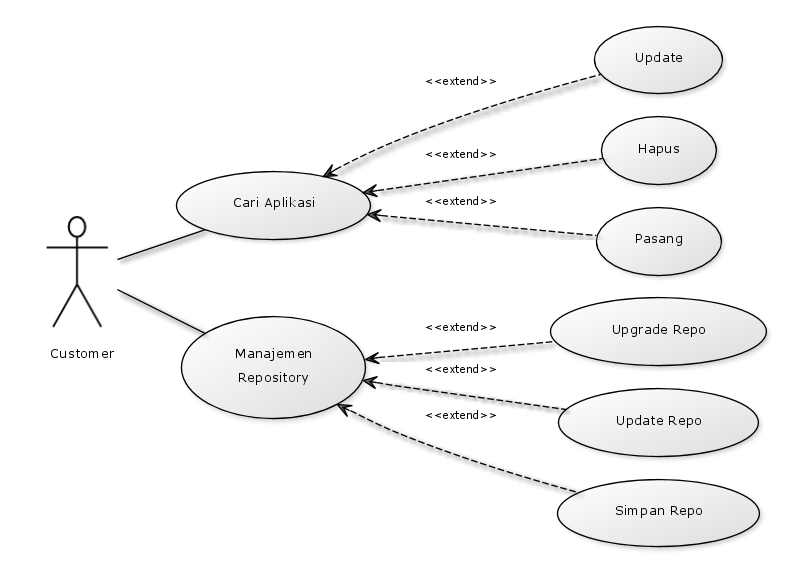 Update
<<extend>>
Hapus
<<extend>>
Cari Aplikasi
<<extend>>
Pasang
Customer
Manajemen
Repository
<<extend>>
Upgrade Repo
<<extend>>
Update Repo
<<extend>>
Simpan Repo